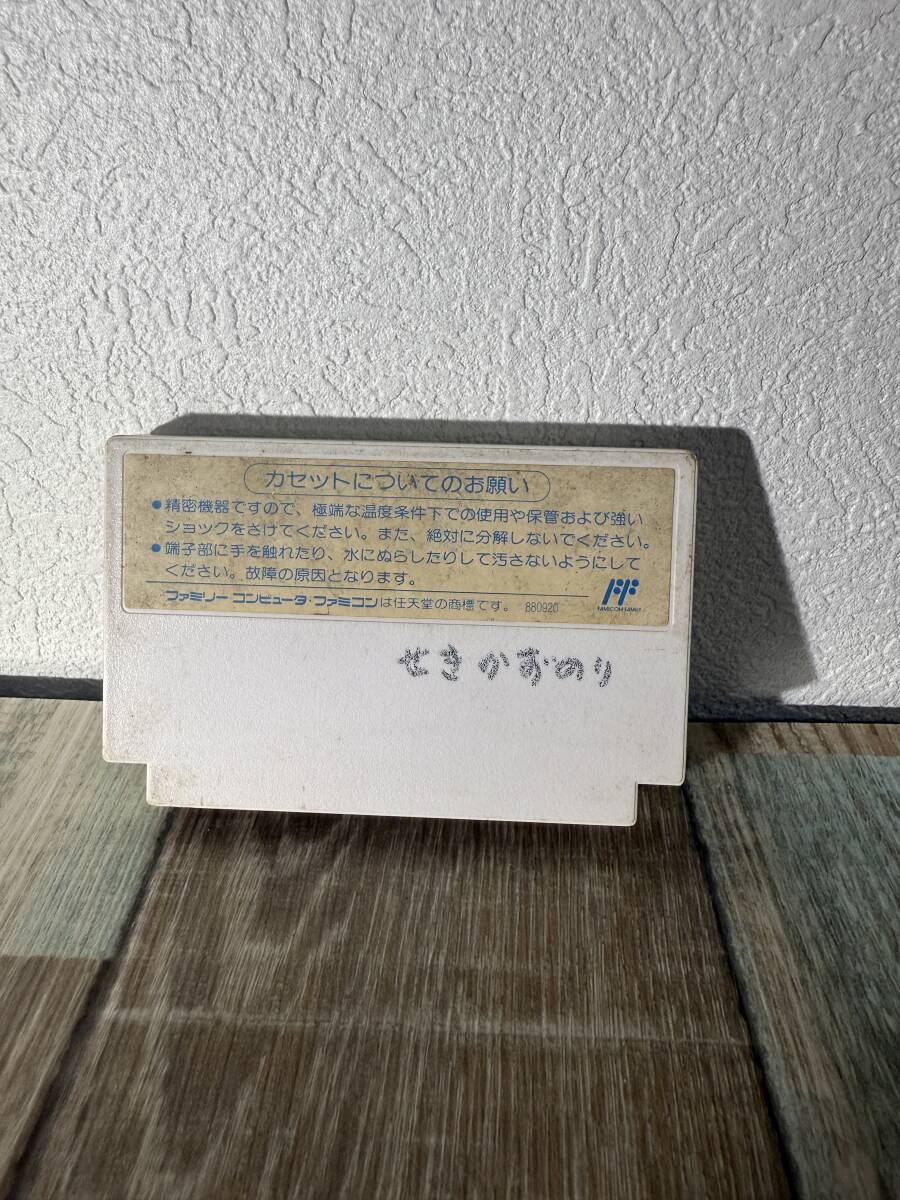 カセットについてのお願い
●精密機器ですので、極端な温度条件下での使用や保管および強い
ショックをさけてください。また、絶対に分解しないでください。
●端子部に手を触れたり、水にぬらしたりして汚さないようにして
ください。故障の原因となります。
ファミリーコンピュータ・ファミコンは任天堂の商標です。 880920
FAMICOM FAMILY
せき かずのり